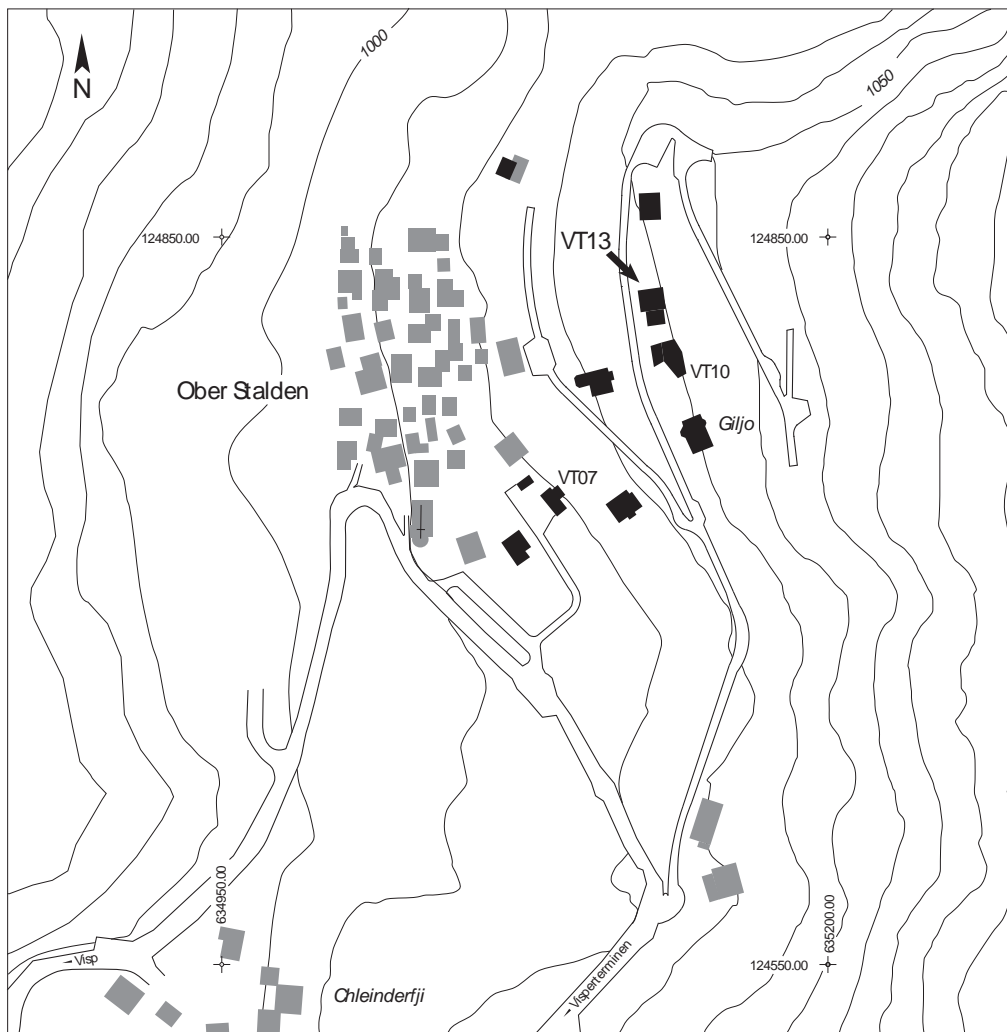 1000
1050
N
124850.00
124850.00
VT13
VT10
Ober Stalden
Giljo
VT07
634950.00
635200.00
Visp
124550.00
Visperterminen
Chleinderfji